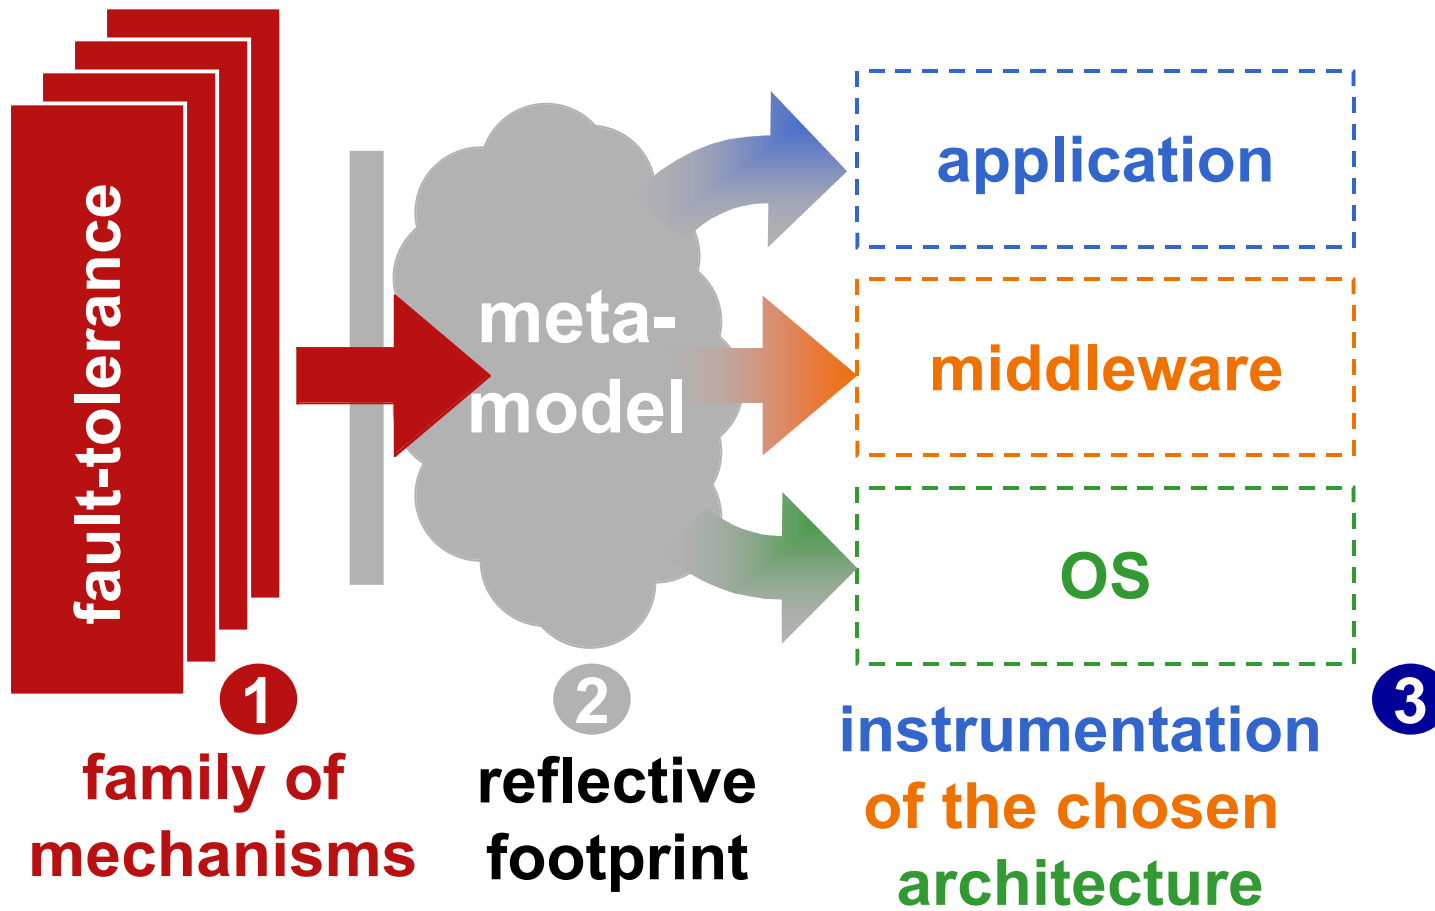 fault-tolerance
meta-
model
application
middleware
OS
1
family of
mechanisms
2
reflective
footprint
3
instrumentation
of the chosen
architecture